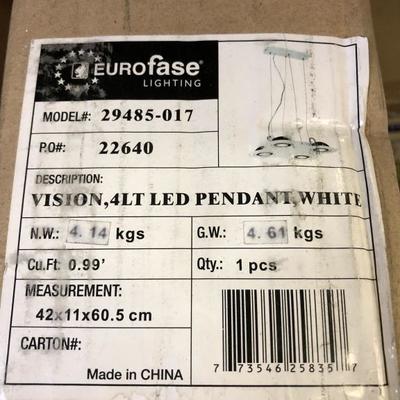 EUROfase®
LIGHTING
MODEL#: 29485-017
P.O#: 22640
DESCRIPTION:
VISION,4LT LED PENDANT,WHITE
N.W.: 4.14 kgs G.W.: 4.61 kgs
Cu.Ft: 0.99' Qty.: 1 pcs
MEASUREMENT:
42x11x60.5 cm
CARTON#:
Made in CHINA
7 73546 25835 7